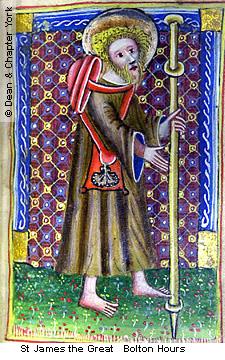 © Dean & Chapter York
St James the Great Bolton Hours